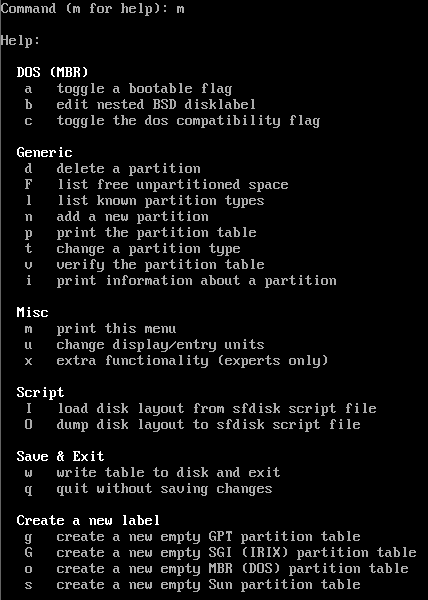 Command (m for help): m
Help:
DOS (MBR)
a toggle a bootable flag
b edit nested BSD disklabel
c toggle the dos compatibility flag
Generic
d delete a partition
F list free unpartitioned space
l list known partition types
n add a new partition
p print the partition table
t change a partition type
v verify the partition table
i print information about a partition
Misc
m print this menu
u change display/entry units
x extra functionality (experts only)
Script
I load disk layout from sfdisk script file
O dump disk layout to sfdisk script file
Save & Exit
w write table to disk and exit
q quit without saving changes
Create a new label
g create a new empty GPT partition table
G create a new empty SGI (IRIX) partition table
o create a new empty MBR (DOS) partition table
s create a new empty Sun partition table